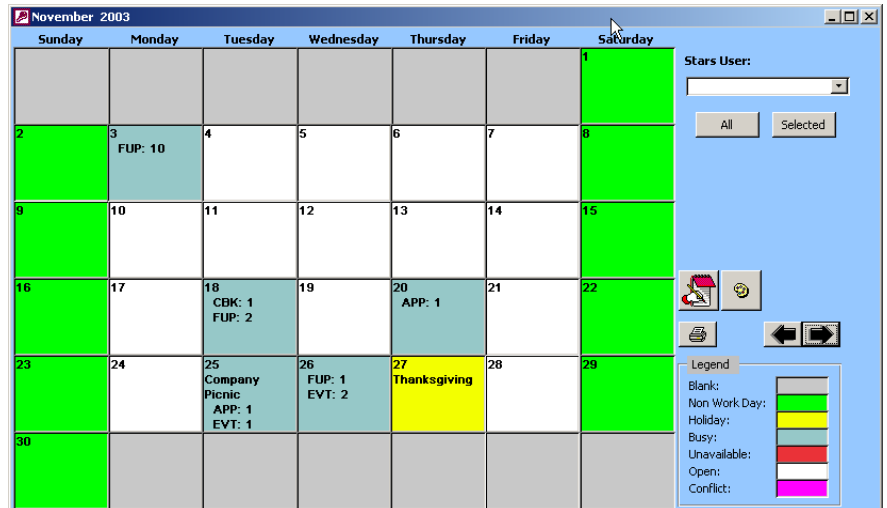 November 2003
Sunday Monday Tuesday Wednesday Thursday Friday Saturday
1
Stars User:
All Selected
2 3 4 5 6 7 8
FUP: 10
9 10 11 12 13 14 15
16 17 18 19 20 21 22
CBK: 1 APP: 1
FUP: 2
23 24 25 26 27 28 29
Company FUP: 1 Thanksgiving
Picnic EVT: 2
APP: 1
EVT: 1
30
Legend
Blank:
Non Work Day:
Holiday:
Busy:
Unavailable:
Open:
Conflict: